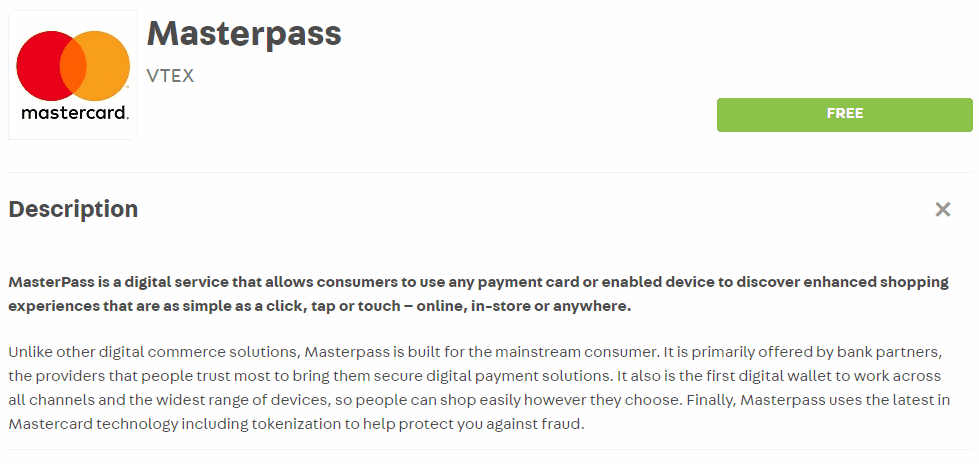 Masterpass
VTEX
mastercard.
FREE
Description
MasterPass is a digital service that allows consumers to use any payment card or enabled device to discover enhanced shopping
experiences that are as simple as a click, tap or touch – online, in-store or anywhere.
Unlike other digital commerce solutions, Masterpass is built for the mainstream consumer. It is primarily offered by bank partners,
the providers that people trust most to bring them secure digital payment solutions. It also is the first digital wallet to work across
all channels and the widest range of devices, so people can shop easily however they choose. Finally, Masterpass uses the latest in
Mastercard technology including tokenization to help protect you against fraud.